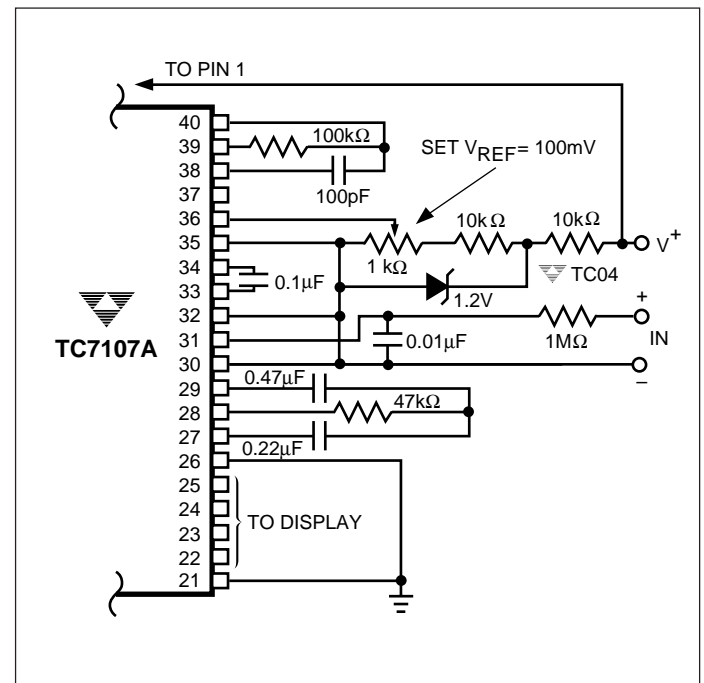 TO PIN 1
40
39
38
37
36
35
34
33
32
31
30
29
28
27
26
25
24
23
22
21
TC7107A
100kΩ
100pF
SET VREF= 100mV
10kΩ
10kΩ
V+
1 kΩ
TC04
0.1μF
1.2V
+
IN
–
0.01μF
1MΩ
0.47μF
47kΩ
0.22μF
TO DISPLAY